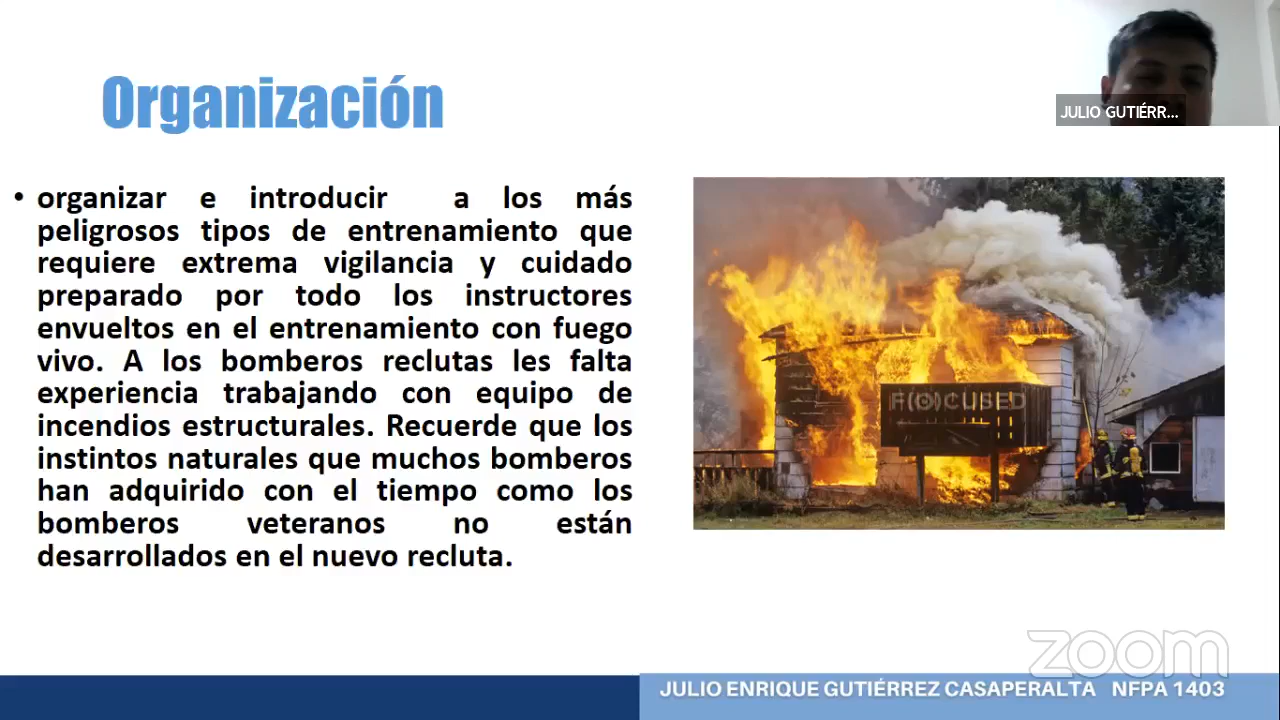 Organización
JULIO GUTIÉRR...
• organizar e introducir a los más
peligrosos tipos de entrenamiento que
requiere extrema vigilancia y cuidado
preparado por todo los instructores
envueltos en el entrenamiento con fuego
vivo. A los bomberos reclutas les falta
experiencia trabajando con equipo de
incendios estructurales. Recuerde que los
instintos naturales que muchos bomberos
han adquirido con el tiempo como los
bomberos veteranos no están
desarrollados en el nuevo recluta.
F(O)CUSED
zoom
JULIO ENRIQUE GUTIÉRREZ CASAPERALTA NFPA 1403